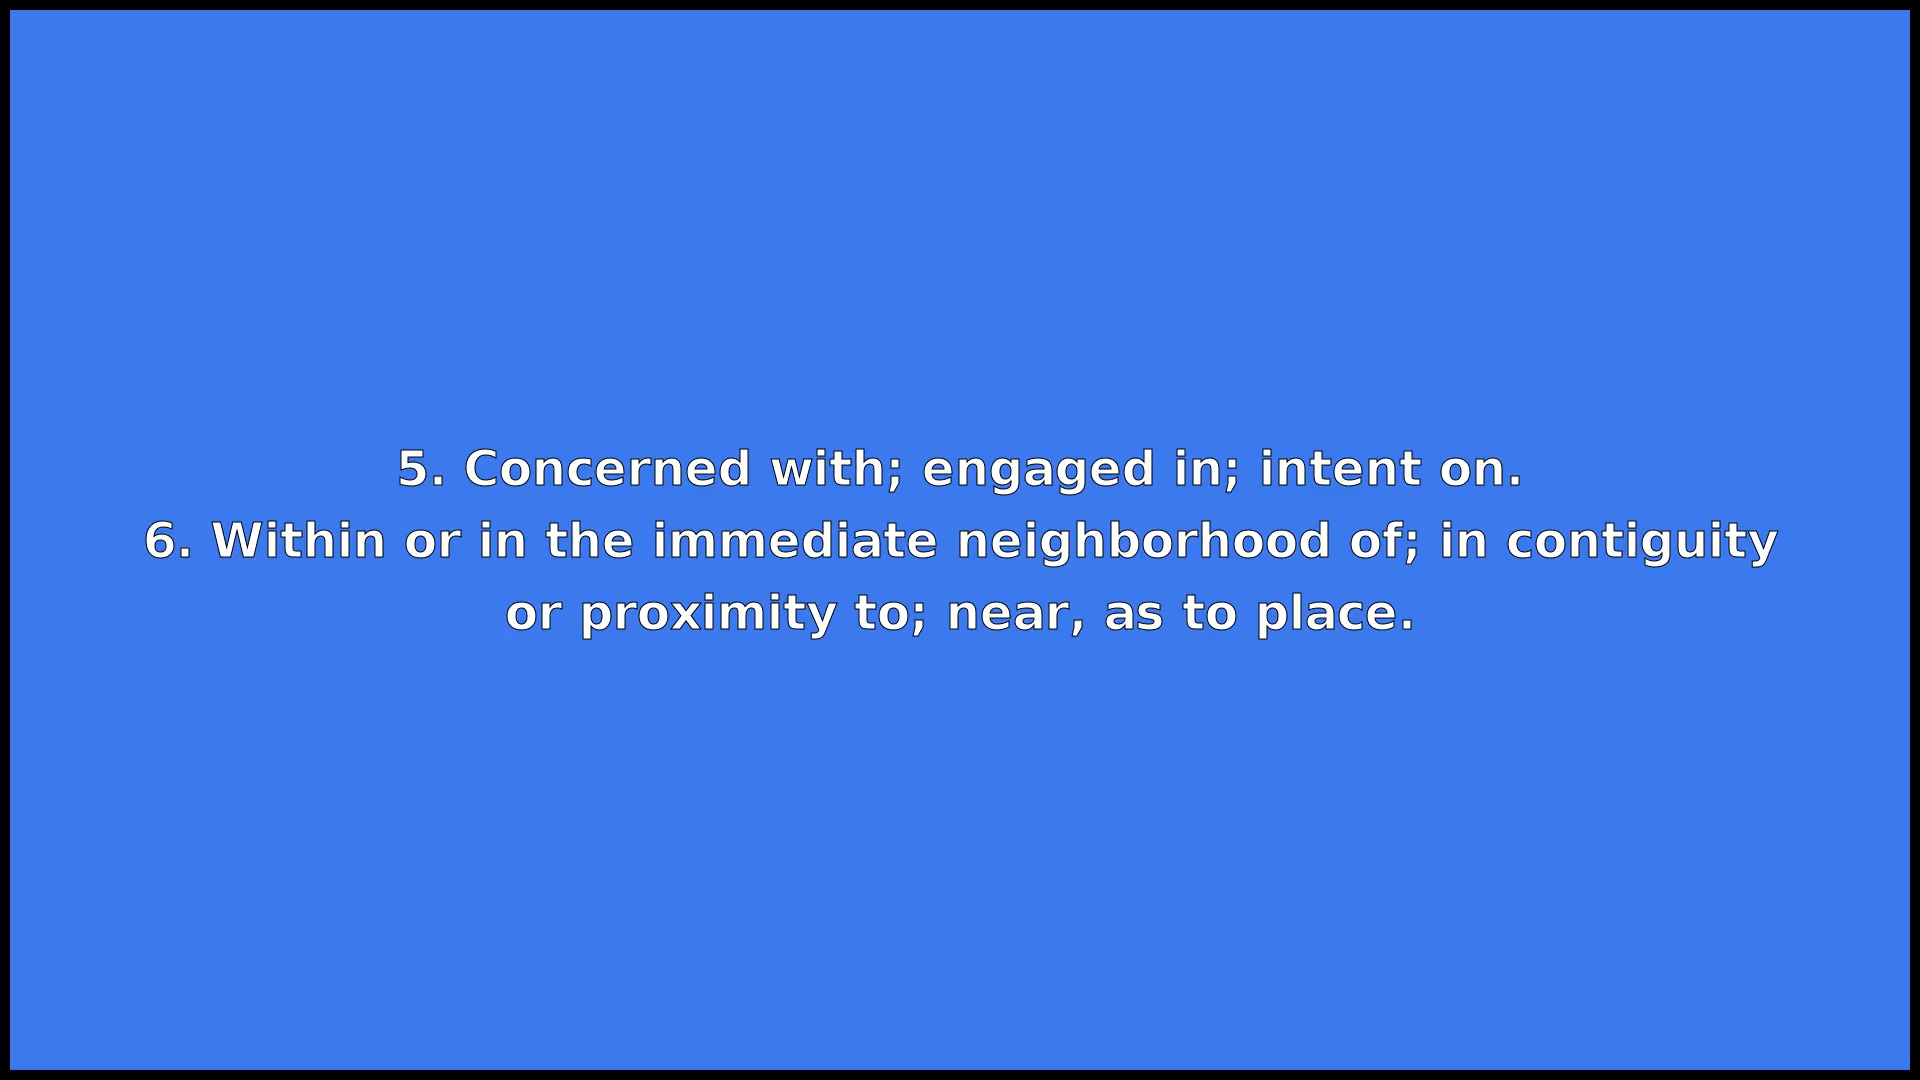 5. Concerned with; engaged in; intent on.
6. Within or in the immediate neighborhood of; in contiguity
or proximity to; near, as to place.